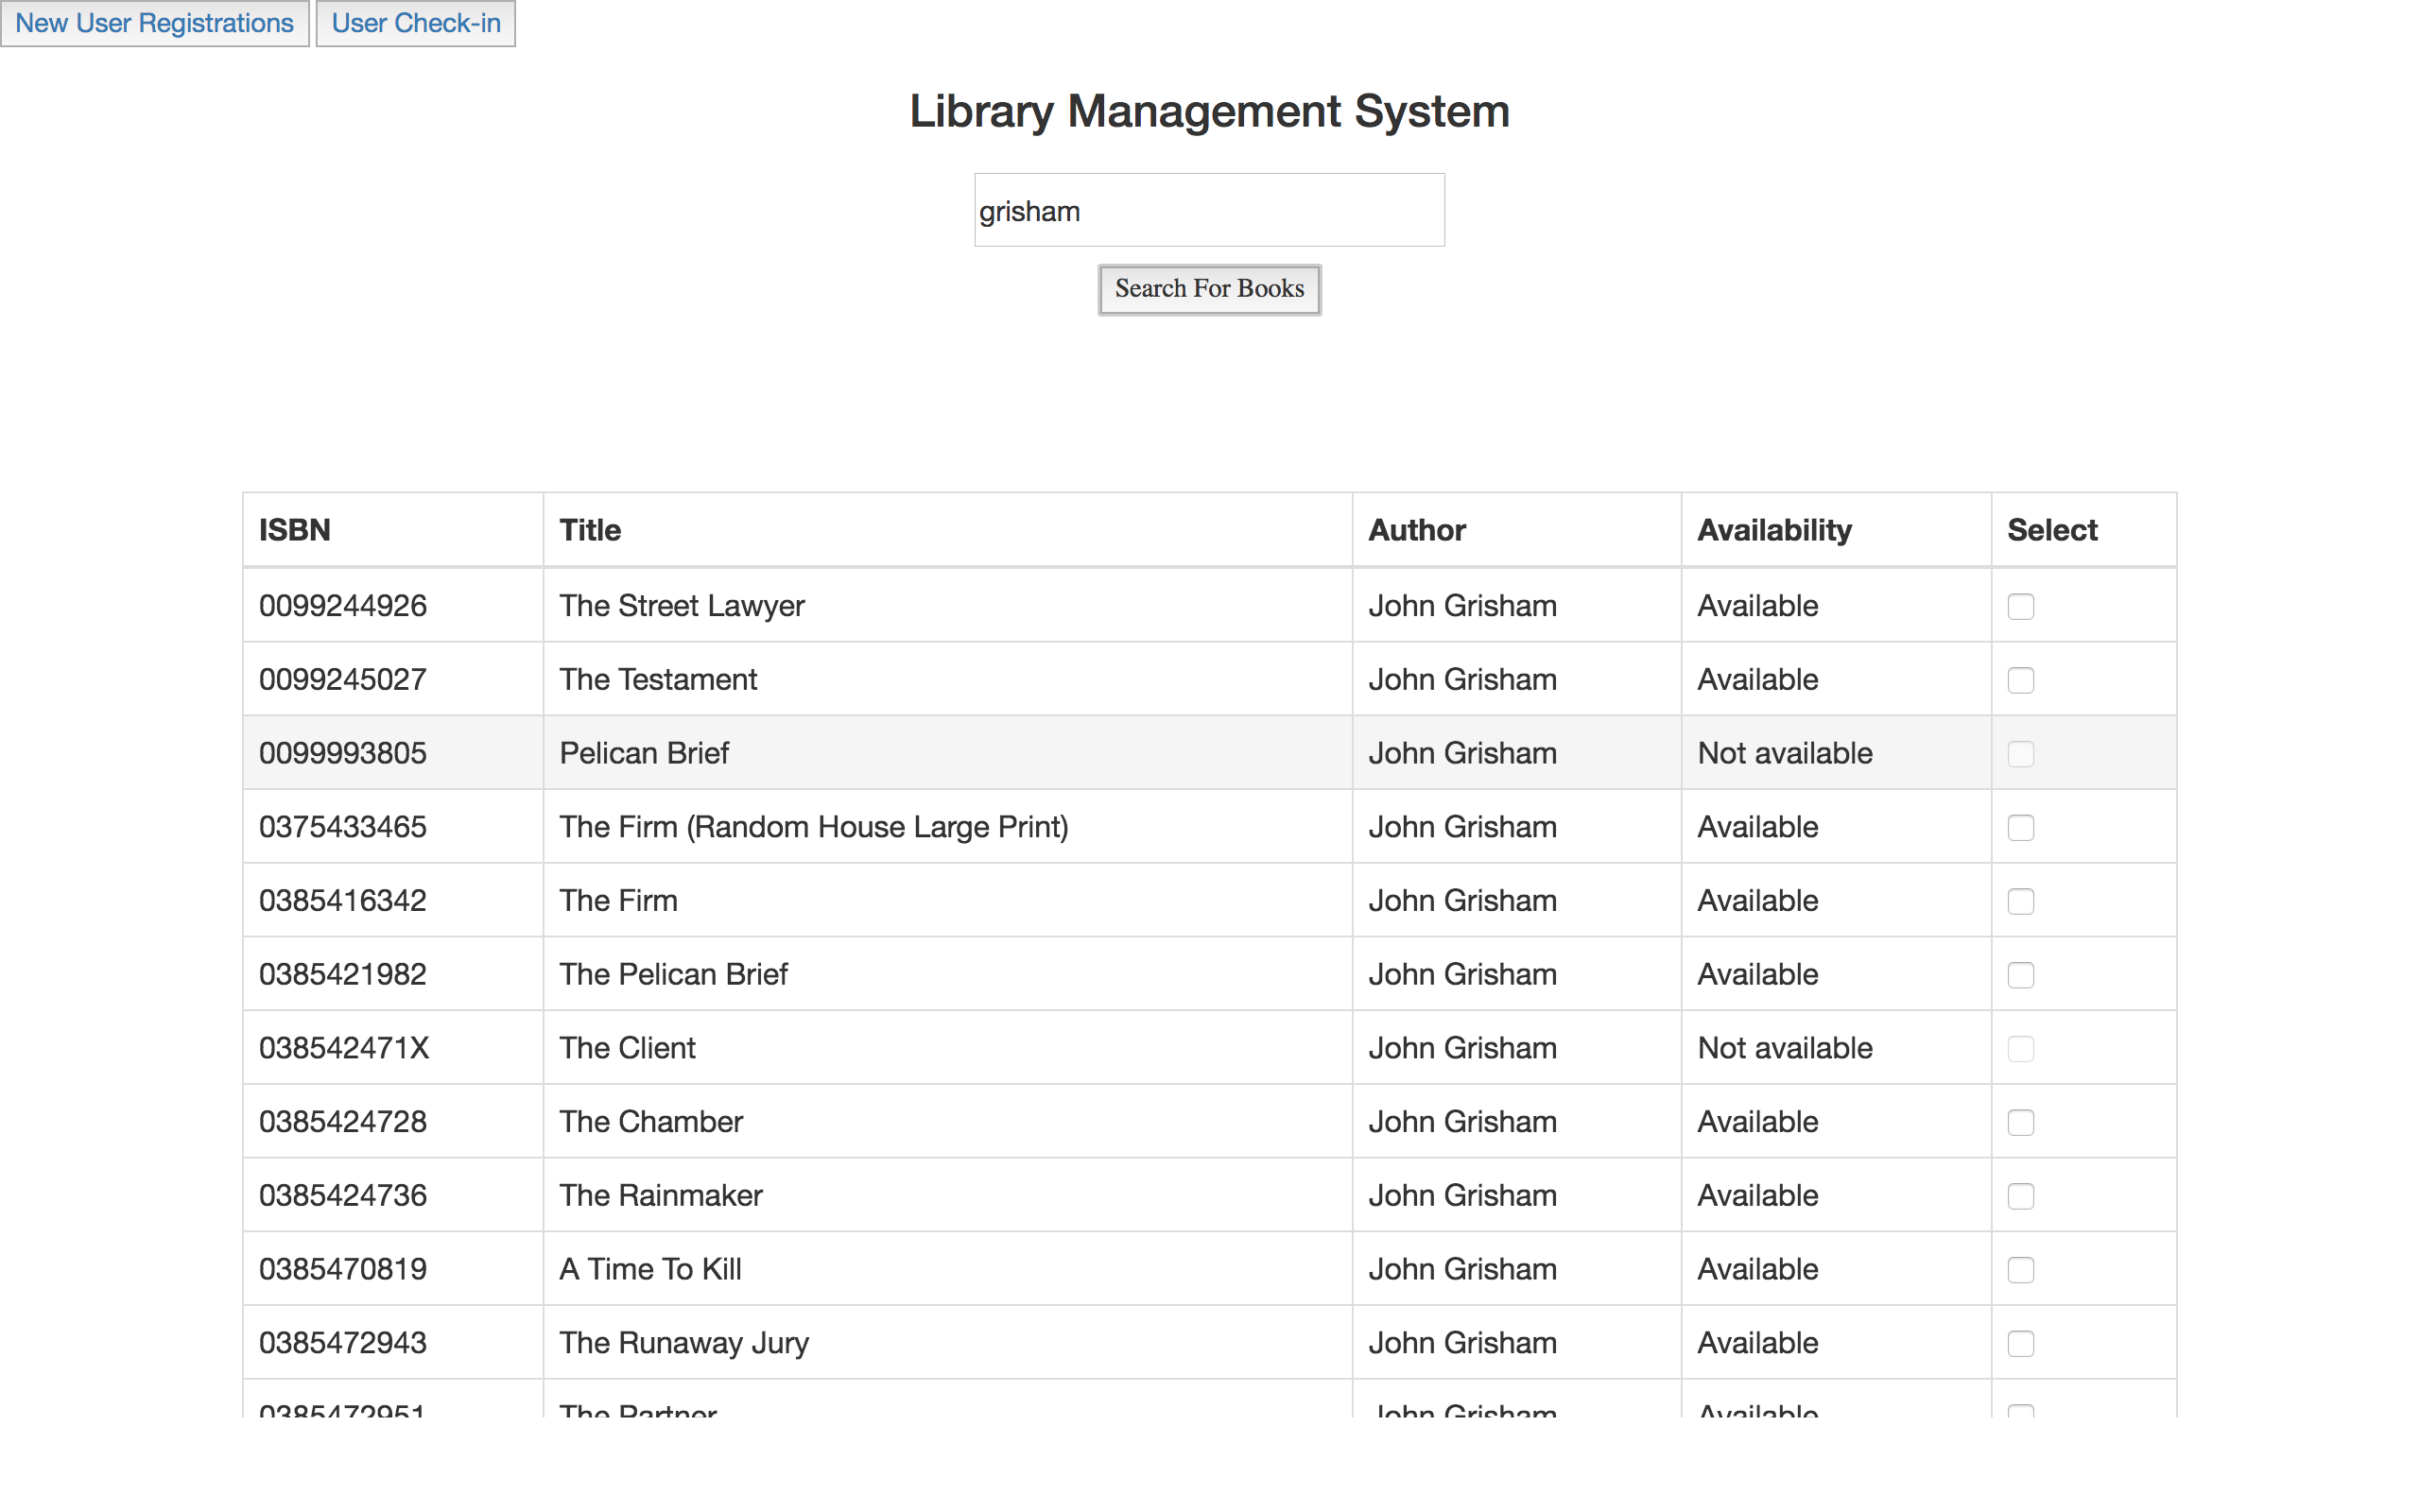 New User Registrations User Check-in
Library Management System
grisham
Search For Books
ISBN Title Author Availability Select
0099244926 The Street Lawyer John Grisham Available
0099245027 The Testament John Grisham Available
0099993805 Pelican Brief John Grisham Not available
0375433465 The Firm (Random House Large Print) John Grisham Available
0385416342 The Firm John Grisham Available
0385421982 The Pelican Brief John Grisham Available
038542471X The Client John Grisham Not available
0385424728 The Chamber John Grisham Available
0385424736 The Rainmaker John Grisham Available
0385470819 A Time To Kill John Grisham Available
0385472943 The Runaway Jury John Grisham Available
0385472951 The Partner John Grisham Available